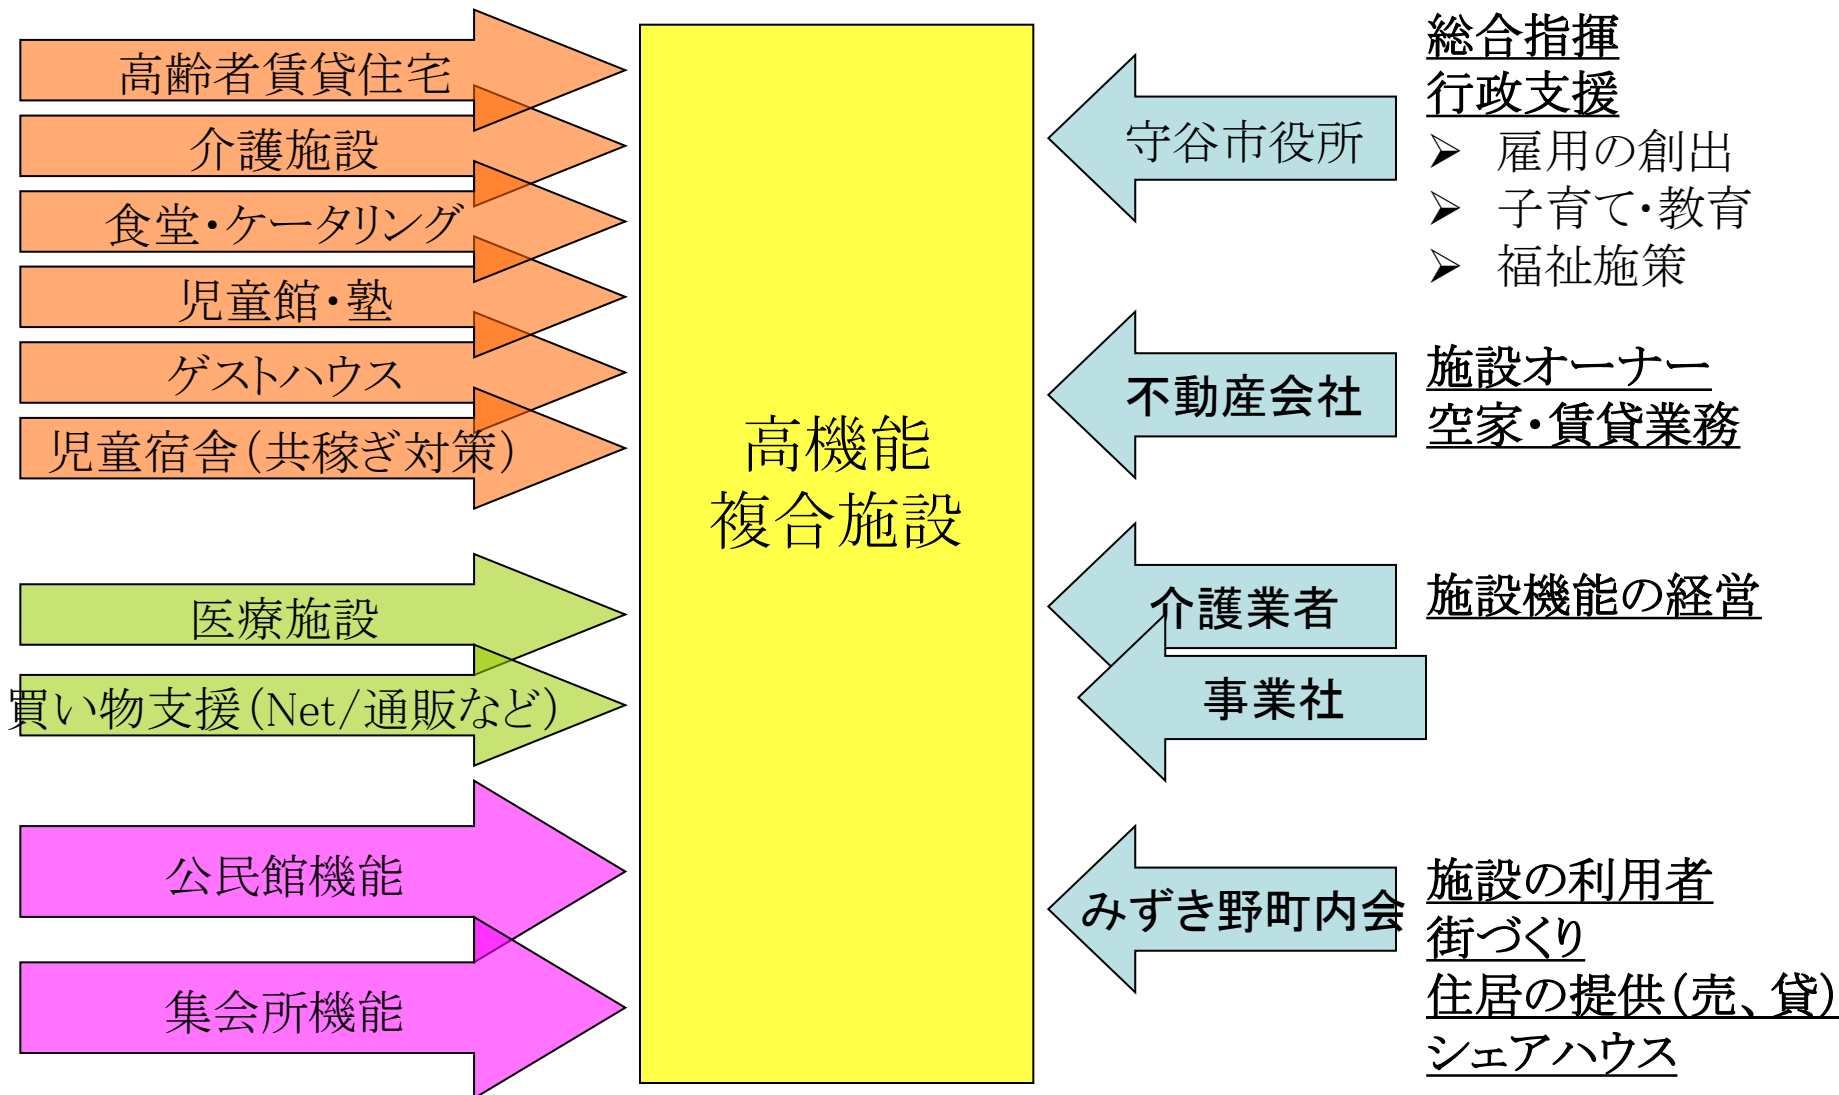 高齢者賃貸住宅
介護施設
食堂・ケータリング
児童館・塾
ゲストハウス
児童宿舎（共稼ぎ対策）
医療施設
買い物支援（Net/通販など）
公民館機能
集会所機能
高機能
複合施設
守谷市役所
総合指揮
行政支援
➢ 雇用の創出
➢ 子育て・教育
➢ 福祉施策
不動産会社
施設オーナー
空家・賃貸業務
介護業者
事業社
施設機能の経営
みずき野町内会
施設の利用者
街づくり
住居の提供（売、貸）
シェアハウス